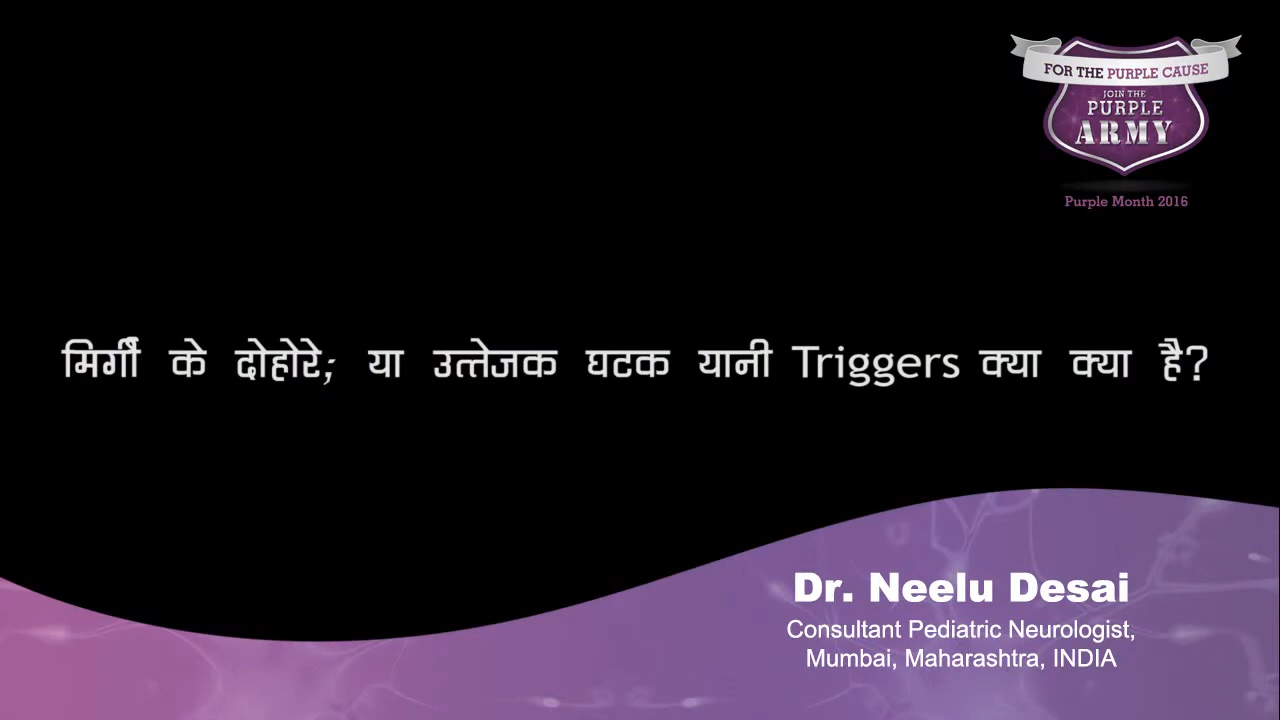 FOR THE PURPLE CAUSE
JOIN THE
PURPLE
ARMY
Purple Month 2016
मिर्गी के दोहोरे; या उत्तेजक घटक यानी Triggers क्या क्या है?
Dr. Neelu Desai
Consultant Pediatric Neurologist,
Mumbai, Maharashtra, INDIA